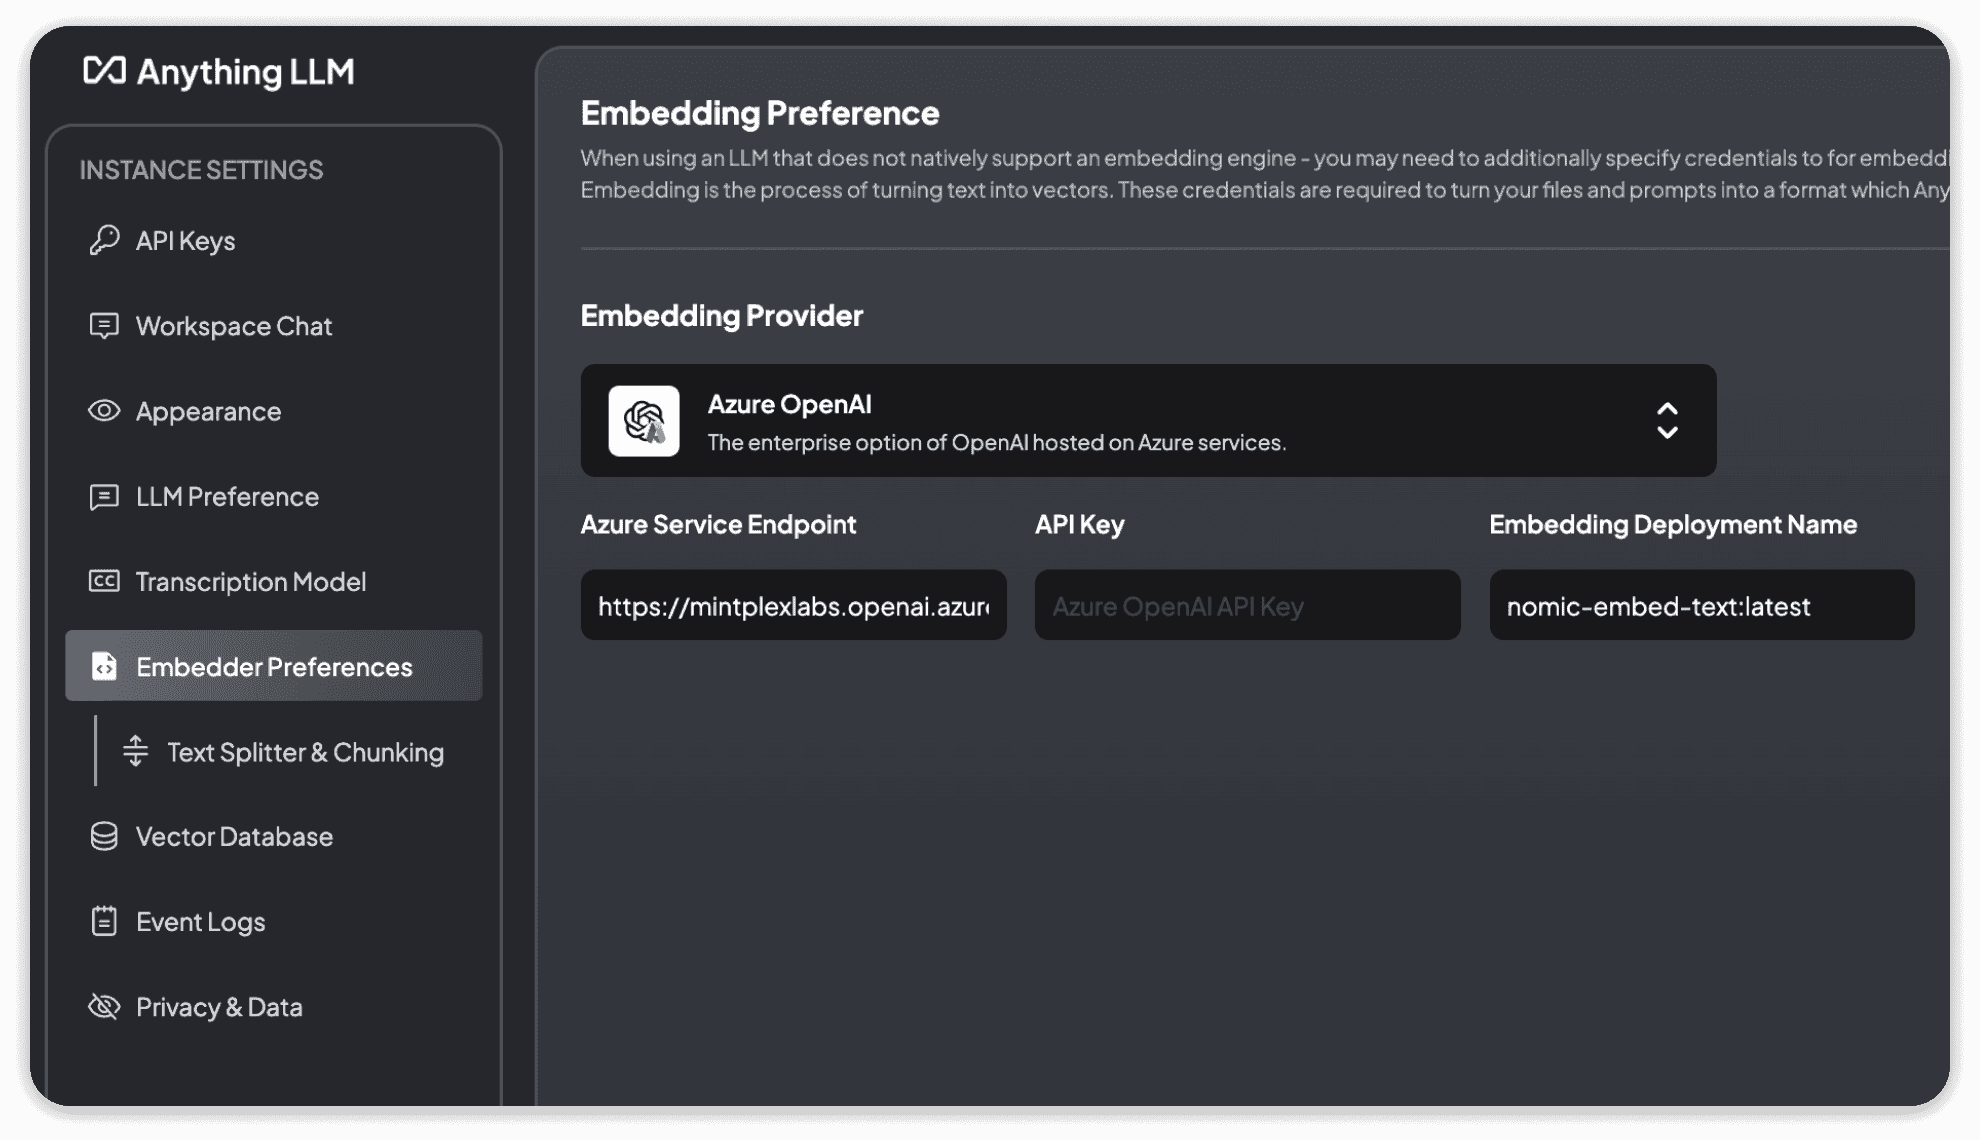 Anything LLM
INSTANCE SETTINGS
API Keys
Workspace Chat
Appearance
LLM Preference
Transcription Model
Embedder Preferences
Text Splitter & Chunking
Vector Database
Event Logs
Privacy & Data
Embedding Preference
When using an LLM that does not natively support an embedding engine - you may need to additionally specify credentials to for embeddi
Embedding is the process of turning text into vectors. These credentials are required to turn your files and prompts into a format which Any
Embedding Provider
Azure OpenAI
The enterprise option of OpenAI hosted on Azure services.
Azure Service Endpoint
API Key
Embedding Deployment Name
https://mintplexlabs.openai.azure
Azure OpenAI API Key
nomic-embed-text:latest